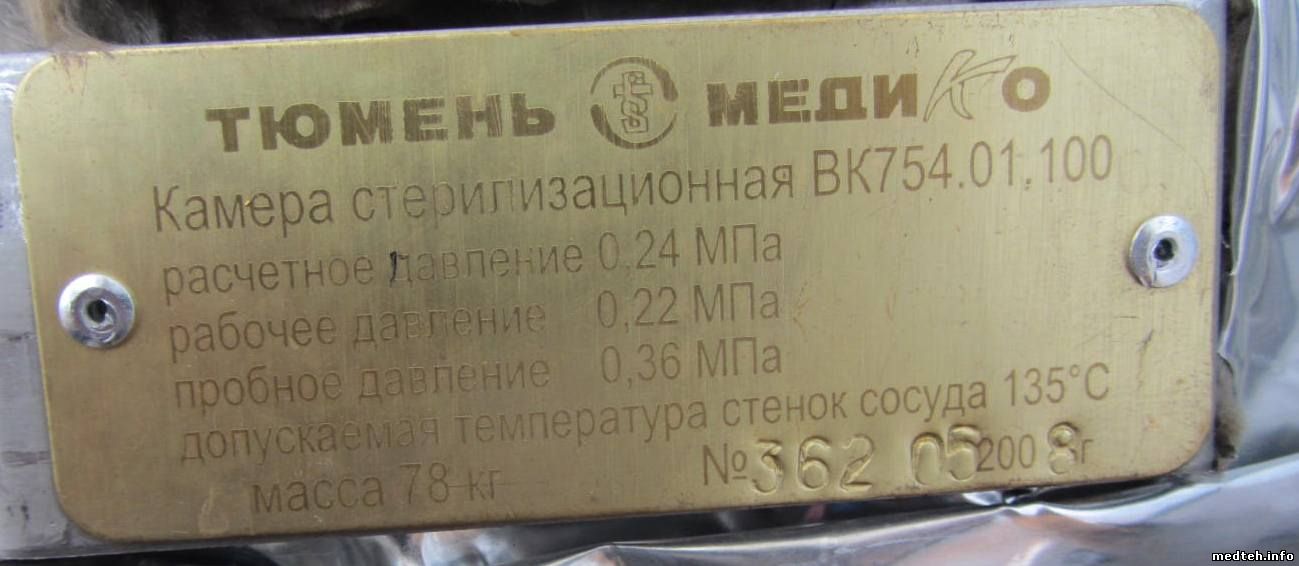 ТЮМЕНЬ МЕДИКО
Камера стерилизационная ВК754.01.100
расчетное давление 0,24 МПа
рабочее давление 0,22 МПа
пробное давление 0,36 МПа
допускаемая температура стенок сосуда 135°С
масса 78 кг №362 05 2008г
medteh.info